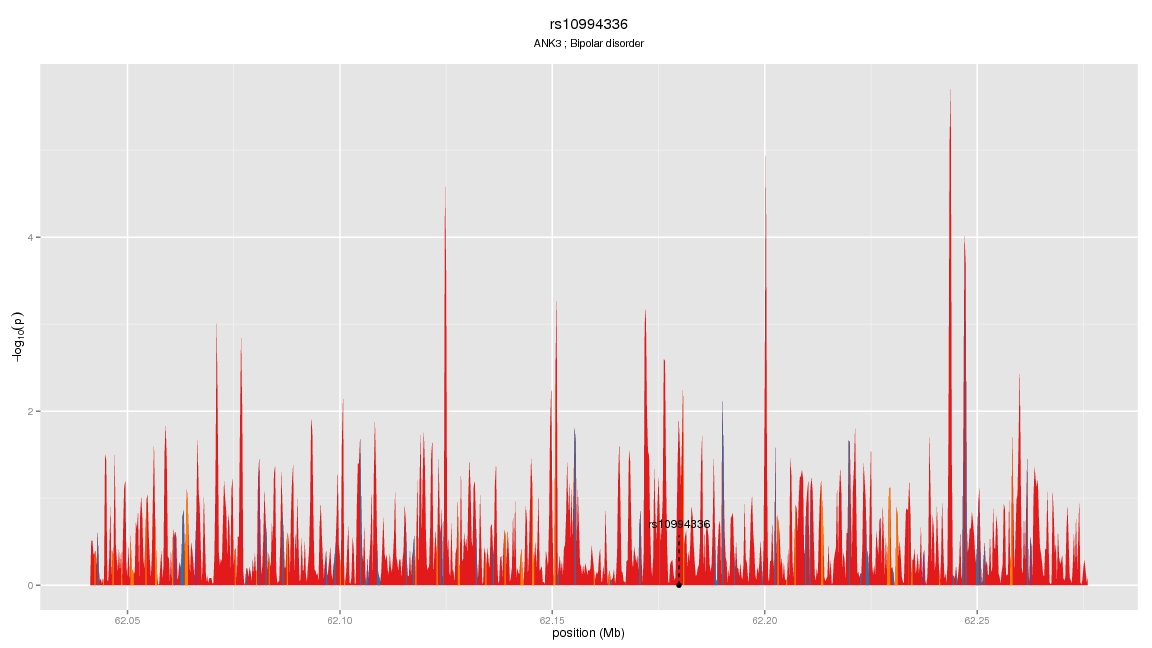 rs10994336
ANK3 ; Bipolar disorder
−log10(p)
4
2
0
rs10994336
62.05 62.10 62.15 62.20 62.25
position (Mb)